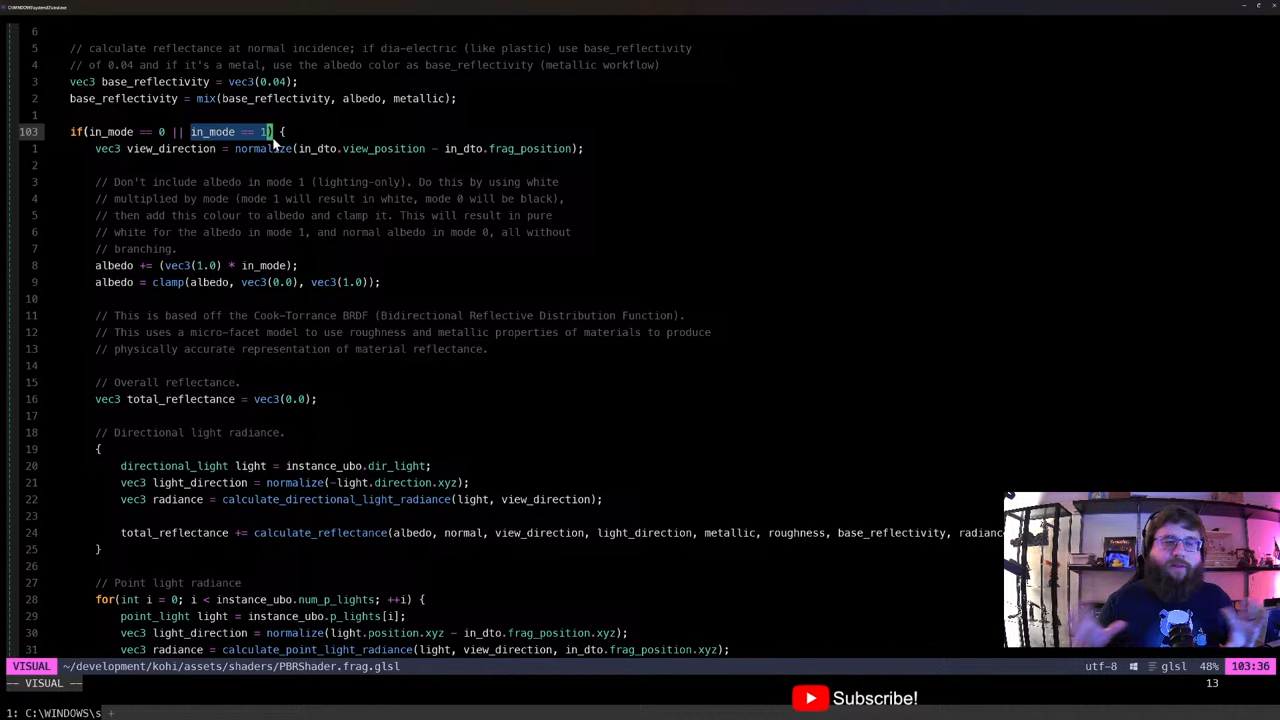 C:\WINDOWS\system32\cmd.exe
6
5 // calculate reflectance at normal incidence; if dia-electric (like plastic) use base_reflectivity
4 // of 0.04 and if it's a metal, use the albedo color as base_reflectivity (metallic workflow)
3 vec3 base_reflectivity = vec3(0.04);
2 base_reflectivity = mix(base_reflectivity, albedo, metallic);
1
103 if(in_mode == 0 || in_mode == 1) {
1 vec3 view_direction = normalize(in_dto.view_position - in_dto.frag_position);
2
3 // Don't include albedo in mode 1 (lighting-only). Do this by using white
4 // multiplied by mode (mode 1 will result in white, mode 0 will be black),
5 // then add this colour to albedo and clamp it. This will result in pure
6 // white for the albedo in mode 1, and normal albedo in mode 0, all without
7 // branching.
8 albedo += (vec3(1.0) * in_mode);
9 albedo = clamp(albedo, vec3(0.0), vec3(1.0));
10
11 // This is based off the Cook-Torrance BRDF (Bidirectional Reflective Distribution Function).
12 // This uses a micro-facet model to use roughness and metallic properties of materials to produce
13 // physically accurate representation of material reflectance.
14
15 // Overall reflectance.
16 vec3 total_reflectance = vec3(0.0);
17
18 // Directional light radiance.
19 {
20 directional_light light = instance_ubo.dir_light;
21 vec3 light_direction = normalize(-light.direction.xyz);
22 vec3 radiance = calculate_directional_light_radiance(light, view_direction);
23
24 total_reflectance += calculate_reflectance(albedo, normal, view_direction, light_direction, metallic, roughness, base_reflectivity, radiance
25 }
26
27 // Point light radiance
28 for(int i = 0; i < instance_ubo.num_p_lights; ++i) {
29 point_light light = instance_ubo.p_lights[i];
30 vec3 light_direction = normalize(light.position.xyz - in_dto.frag_position.xyz);
31 vec3 radiance = calculate_point_light_radiance(light, view_direction, in_dto.frag_position.xyz);
VISUAL ~/development/kohi/assets/shaders/PBRShader.frag.glsl utf-8 glsl 48% 103:36
-- VISUAL -- 13
Subscribe!
1: C:\WINDOWS\s +